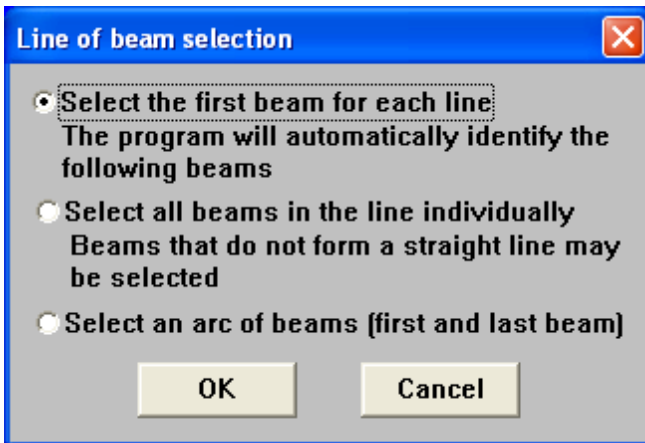 Line of beam selection
Select the first beam for each line
The program will automatically identify the
following beams
Select all beams in the line individually
Beams that do not form a straight line may
be selected
Select an arc of beams (first and last beam)
OK Cancel